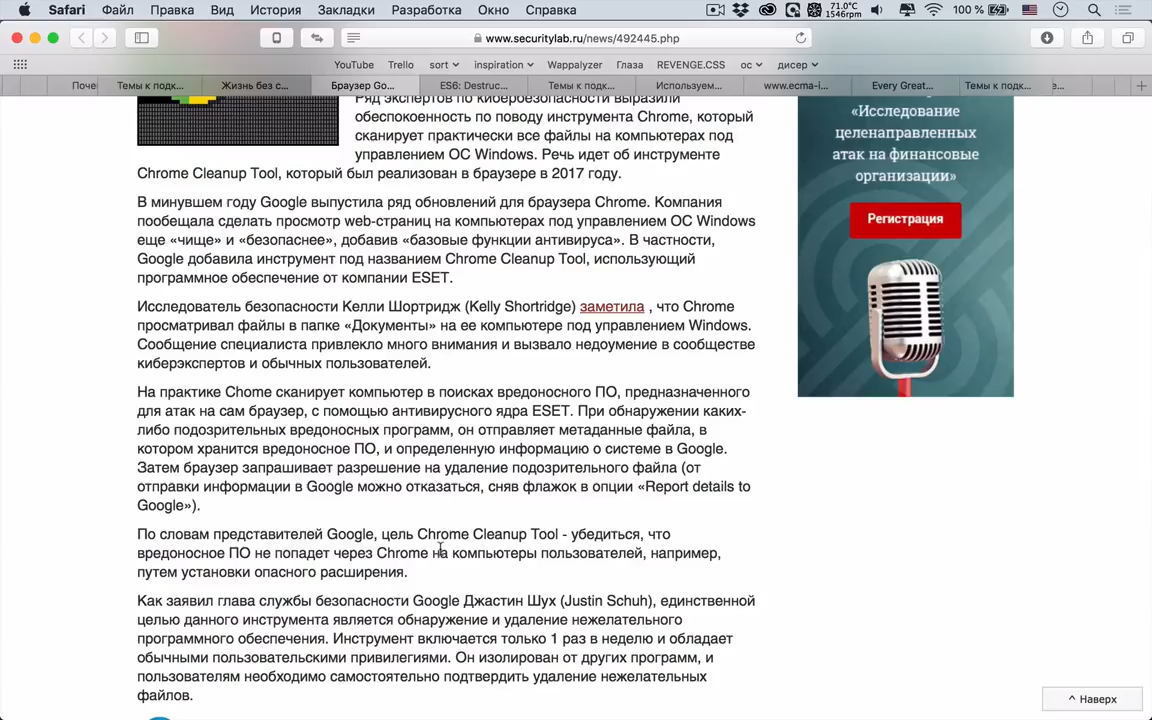 Safari Файл Правка Вид История Закладки Разработка Окно Справка 71.0°C 1546rpm 100 %
www.securitylab.ru/news/492445.php
YouTube Trello sort inspiration Wappalyzer Глаза REVENGE.CSS ос дисер
Поче Темы к подк... Жизнь без с... Браузер Go... ES6: Destruc... Темы к подк... Используем... www.ecma-i... Every Great... Темы к подк... е...
Ряд экспертов по кибероезопасности выразили
обеспокоенность по поводу инструмента Chrome, который
сканирует практически все файлы на компьютерах под
управлением ОС Windows. Речь идет об инструменте
Chrome Cleanup Tool, который был реализован в браузере в 2017 году.
В минувшем году Google выпустила ряд обновлений для браузера Chrome. Компания
пообещала сделать просмотр web-страниц на компьютерах под управлением ОС Windows
еще «чище» и «безопаснее», добавив «базовые функции антивируса». В частности,
Google добавила инструмент под названием Chrome Cleanup Tool, использующий
программное обеспечение от компании ESET.
Исследователь безопасности Келли Шортридж (Kelly Shortridge) заметила , что Chrome
просматривал файлы в папке «Документы» на ее компьютере под управлением Windows.
Сообщение специалиста привлекло много внимания и вызвало недоумение в сообществе
киберэкспертов и обычных пользователей.
На практике Chome сканирует компьютер в поисках вредоносного ПО, предназначенного
для атак на сам браузер, с помощью антивирусного ядра ESET. При обнаружении каких-
либо подозрительных вредоносных программ, он отправляет метаданные файла, в
котором хранится вредоносное ПО, и определенную информацию о системе в Google.
Затем браузер запрашивает разрешение на удаление подозрительного файла (от
отправки информации в Google можно отказаться, сняв флажок в опции «Report details to
Google»).
По словам представителей Google, цель Chrome Cleanup Tool - убедиться, что
вредоносное ПО не попадет через Chrome на компьютеры пользователей, например,
путем установки опасного расширения.
Как заявил глава службы безопасности Google Джастин Шух (Justin Schuh), единственной
целью данного инструмента является обнаружение и удаление нежелательного
программного обеспечения. Инструмент включается только 1 раз в неделю и обладает
обычными пользовательскими привилегиями. Он изолирован от других программ, и
пользователям необходимо самостоятельно подтвердить удаление нежелательных
файлов.
«Исследование
целенаправленных
атак на финансовые
организации»
Регистрация
^ Наверх